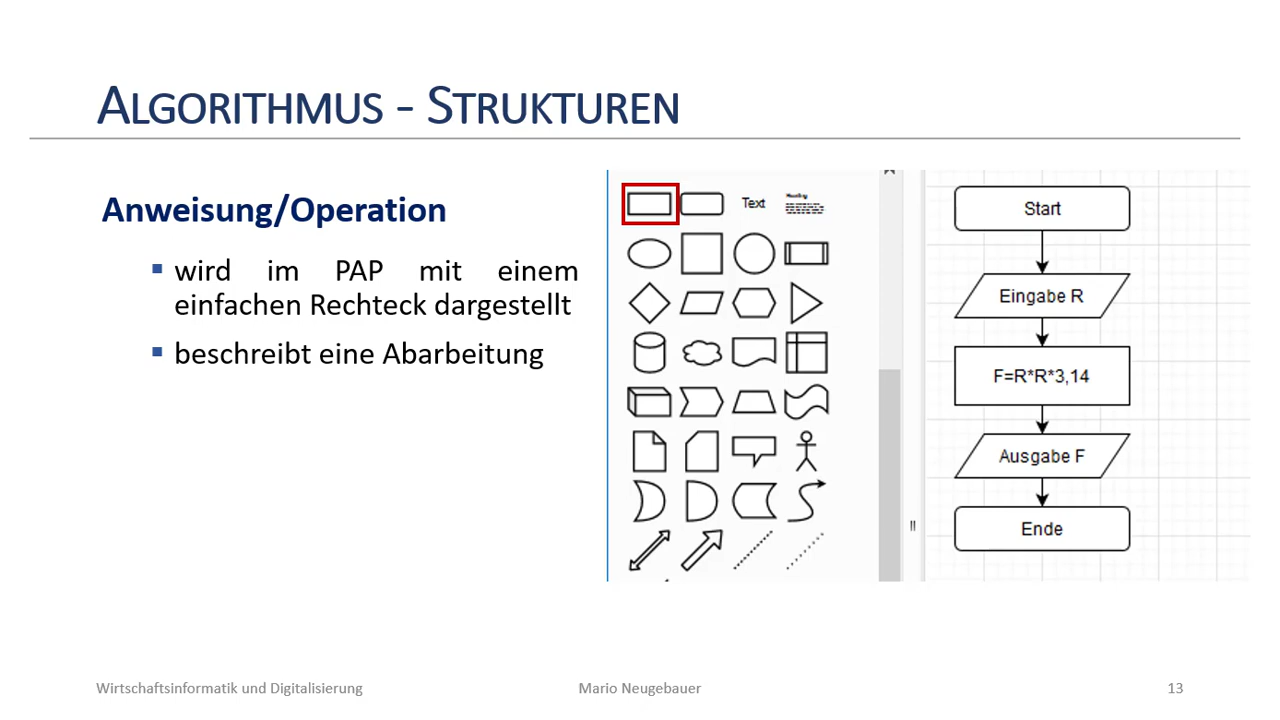 ALGORITHMUS - STRUKTUREN
Anweisung/Operation
wird im PAP mit einem
einfachen Rechteck dargestellt
beschreibt eine Abarbeitung
Text
Heading
Start
Eingabe R
F=R*R*3,14
Ausgabe F
Ende
Wirtschaftsinformatik und Digitalisierung
Mario Neugebauer
13